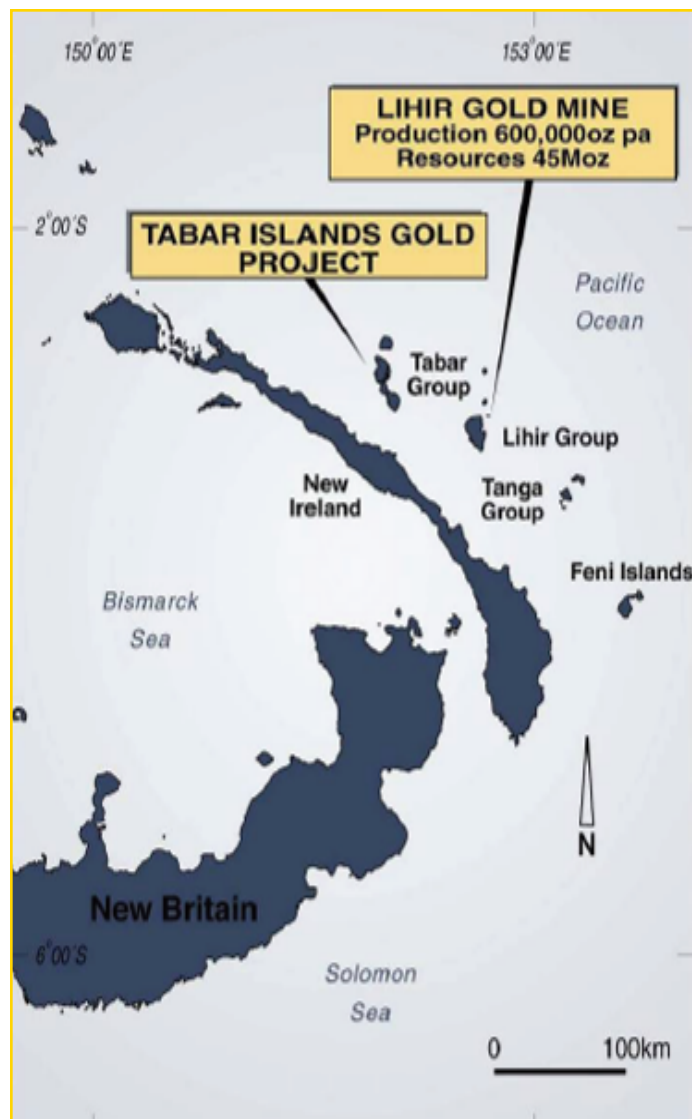 150°00'E
153°00'E
LIHIR GOLD MINE
Production 600,000oz pa
Resources 45Moz
2°00'S
TABAR ISLANDS GOLD
PROJECT
Pacific
Ocean
Tabar
Group
Lihir Group
New
Ireland
Tanga
Group
Feni Islands
Bismarck
Sea
N
New Britain
6°00'S
Solomon
Sea
0 100km